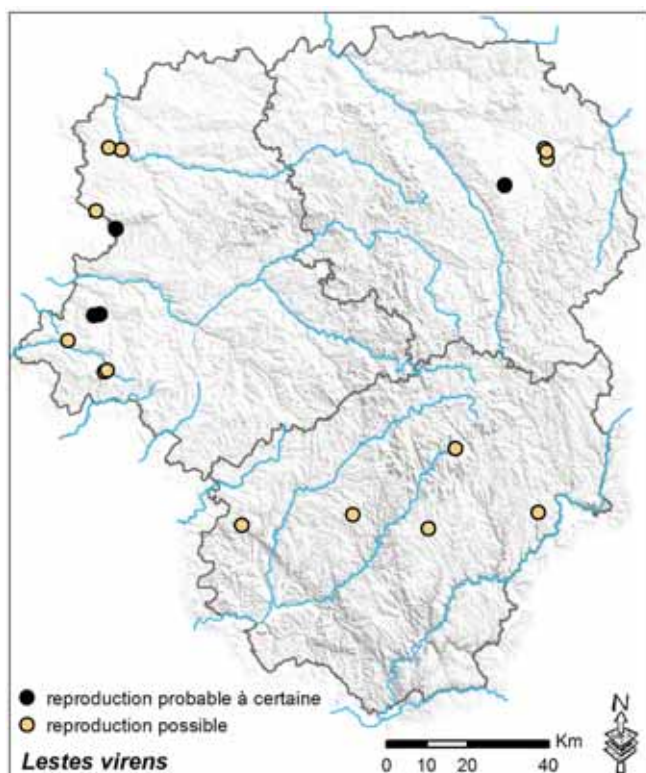 reproduction probable à certaine
reproduction possible
Lestes virens
Km
0 10 20 40
N